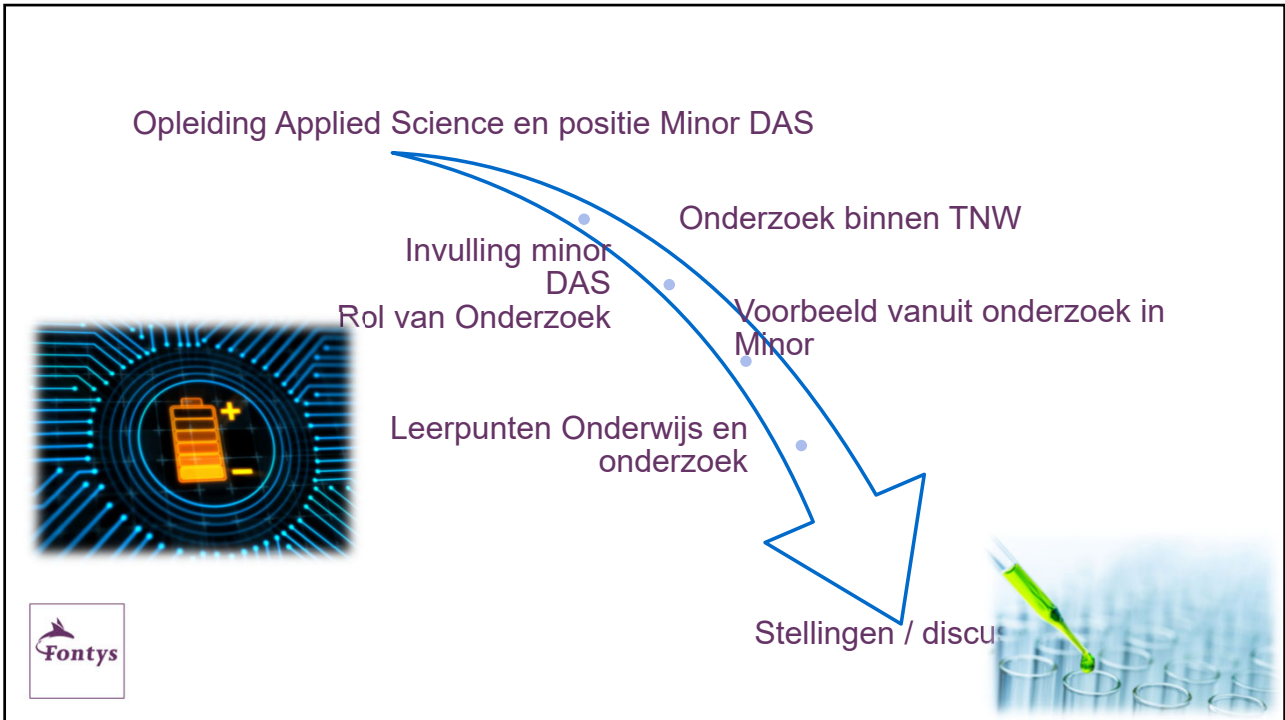 Opleiding Applied Science en positie Minor DAS
Onderzoek binnen TNW
Invulling minor
DAS
Rol van Onderzoek
Voorbeeld vanuit onderzoek in
Minor
Leerpunten Onderwijs en
onderzoek
Stellingen / discus
Fontys